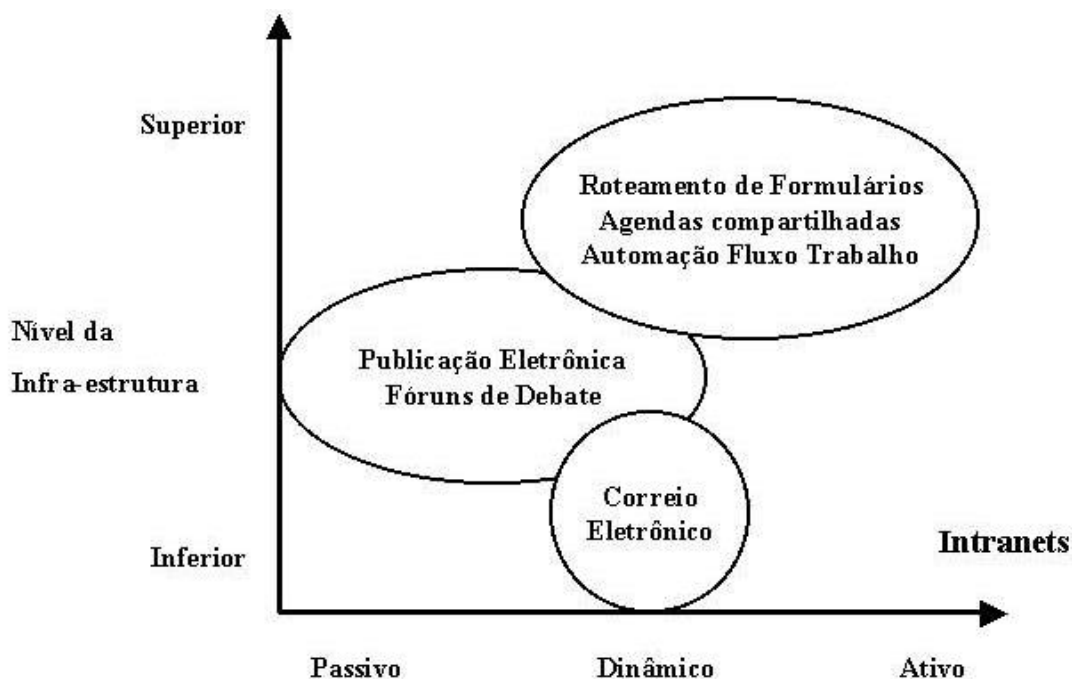 Superior
Roteamento de Formulários
Agendas compartilhadas
Automação Fluxo Trabalho
Nível da
Infra-estrutura
Publicação Eletrônica
Fóruns de Debate
Correio
Eletrônico
Inferior
Intranets
Passivo
Dinâmico
Ativo